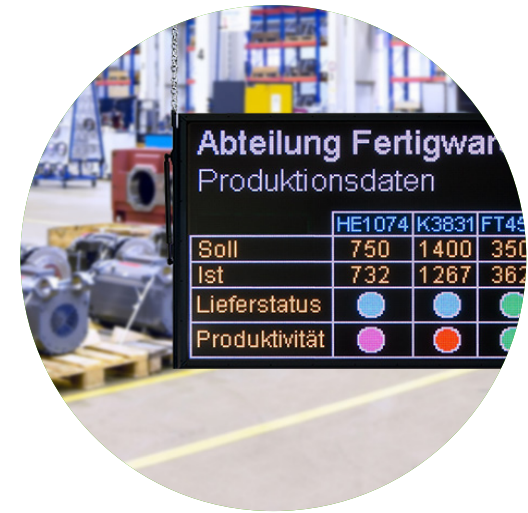 Abteilung Fertigwar
Produktionsdaten
HE1074 K3831 FT45
Soll 750 1400 350
Ist 732 1267 362
Lieferstatus
Produktivität